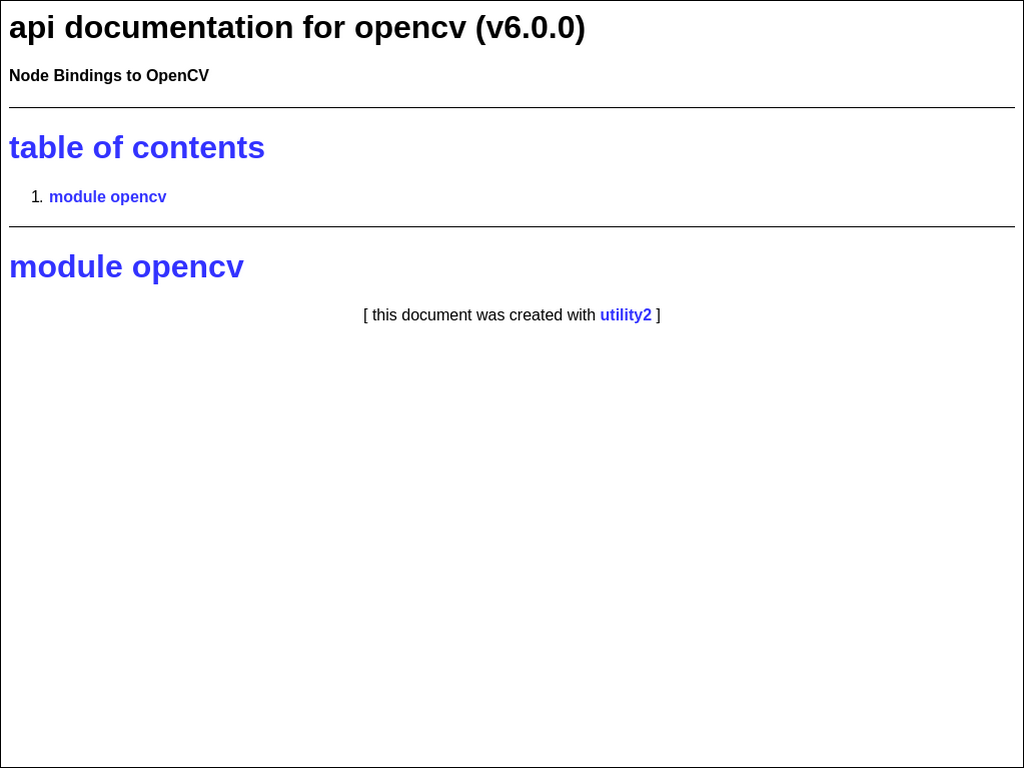 api documentation for opencv (v6.0.0)
Node Bindings to OpenCV
table of contents
1. module opencv
module opencv
[ this document was created with utility2 ]